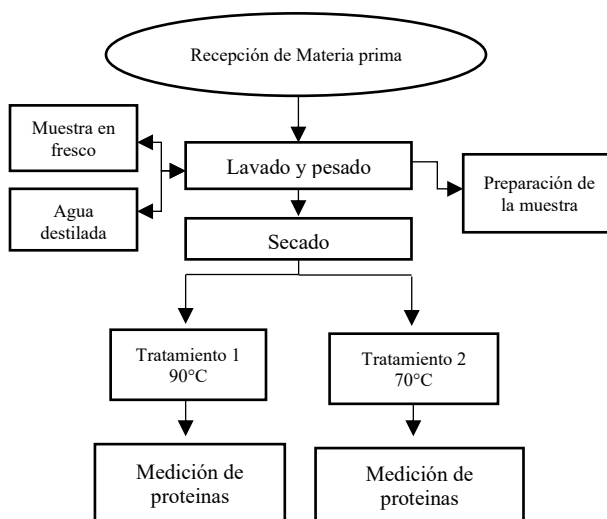 Recepción de Materia prima
Muestra en
fresco
Lavado y pesado
Preparación de
la muestra
Agua
destilada
Secado
Tratamiento 1
90°C
Tratamiento 2
70°C
Medición de
proteinas
Medición de
proteinas